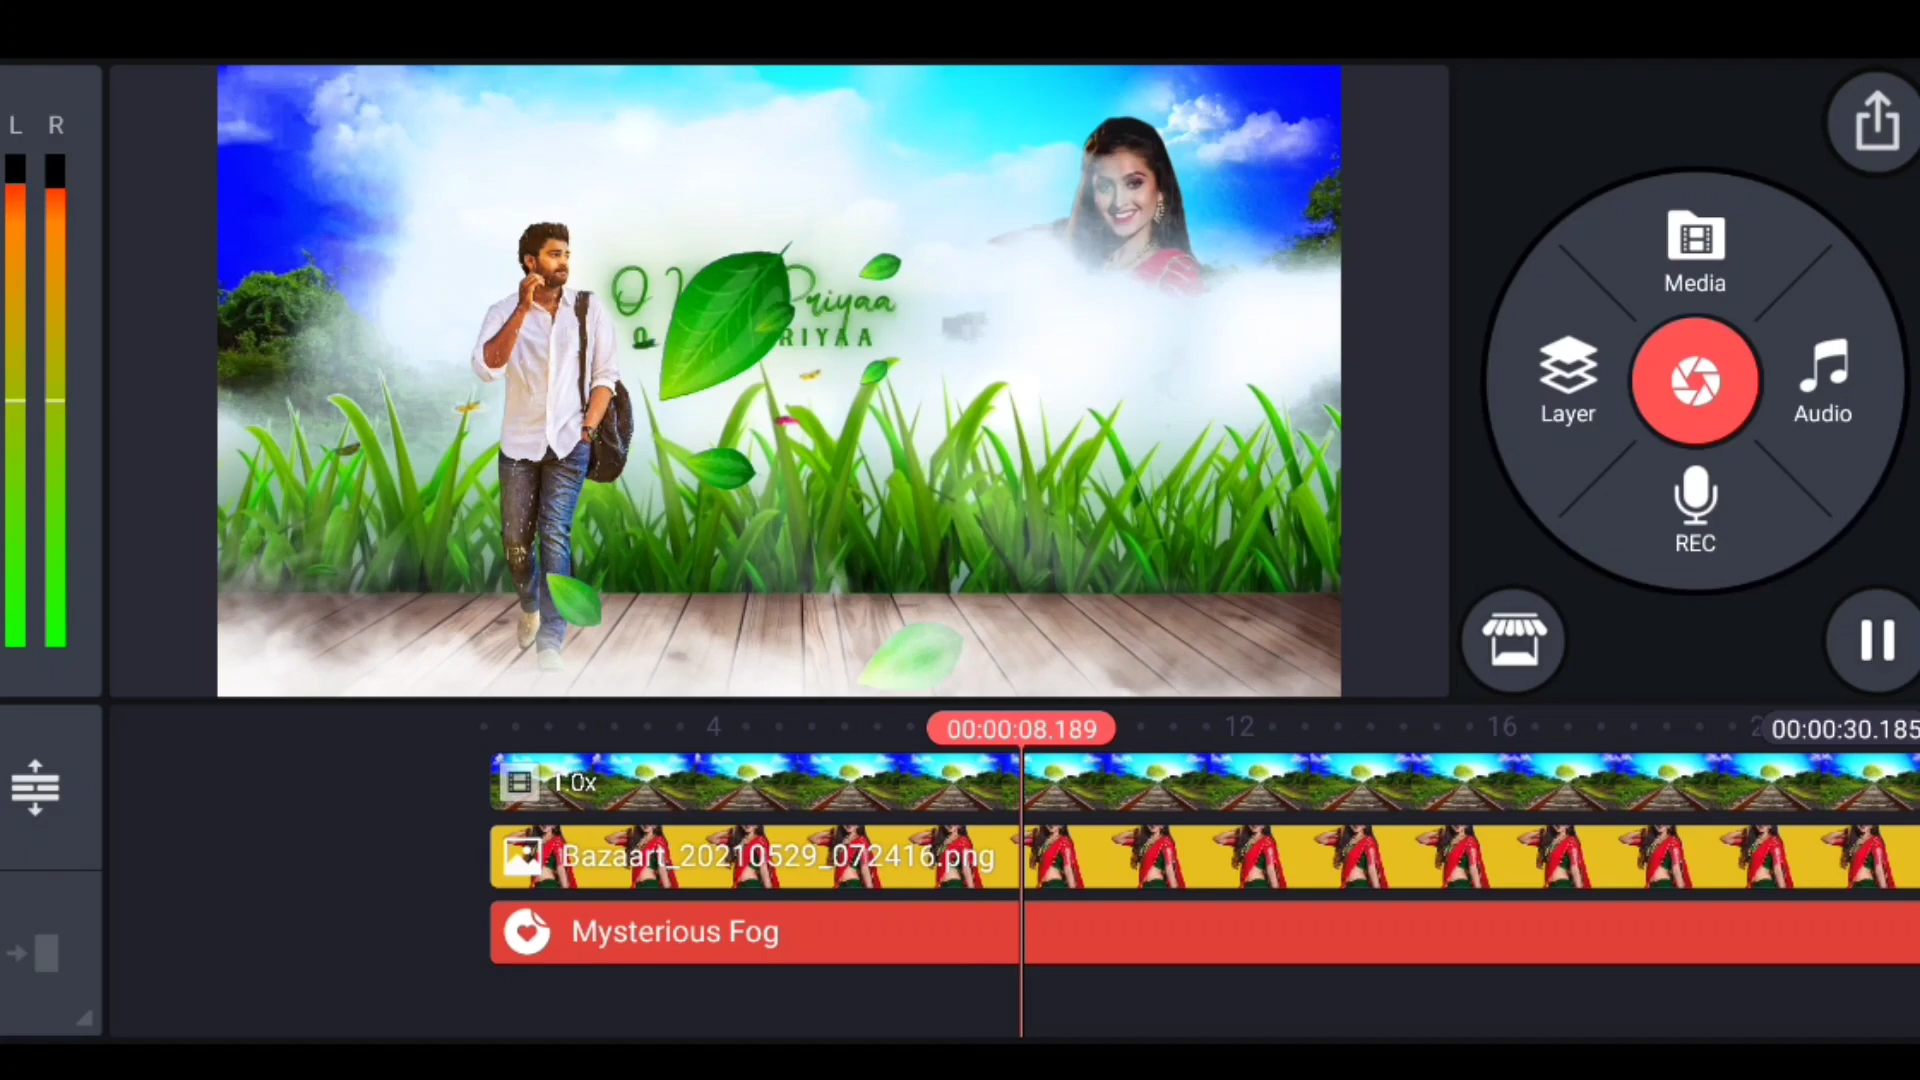 L R
Priyaa
RIYAA
Media
Layer
Audio
REC
4
00:00:08.189
12
16
00:00:30.185
1.0x
Bazaart_20210529_072416.png
Mysterious Fog